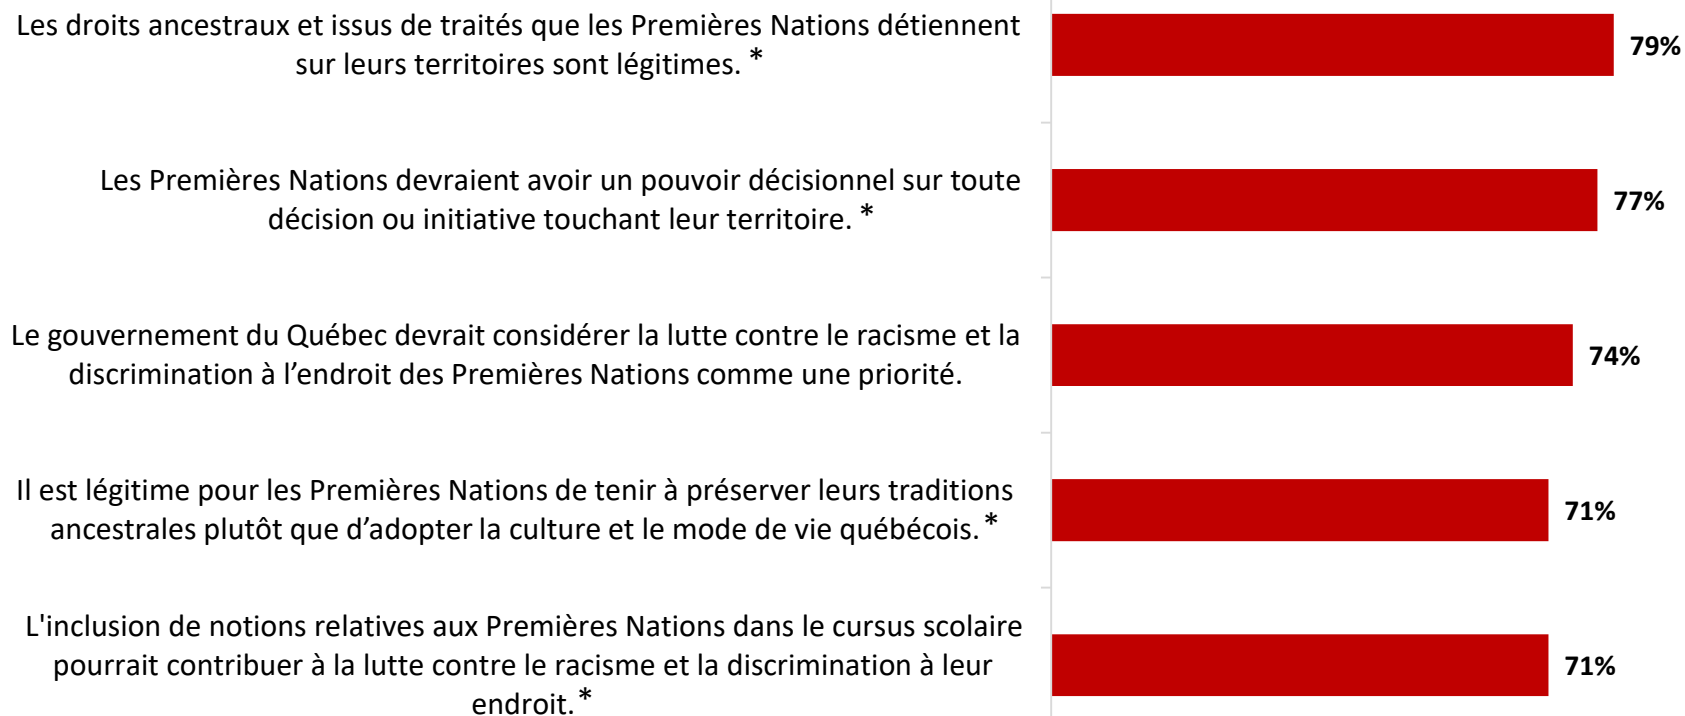 Les droits ancestraux et issus de traités que les Premières Nations détiennent
sur leurs territoires sont légitimes. *
79%
Les Premières Nations devraient avoir un pouvoir décisionnel sur toute
décision ou initiative touchant leur territoire. *
77%
Le gouvernement du Québec devrait considérer la lutte contre le racisme et la
discrimination à l’endroit des Premières Nations comme une priorité.
74%
Il est légitime pour les Premières Nations de tenir à préserver leurs traditions
ancestrales plutôt que d’adopter la culture et le mode de vie québécois. *
71%
L'inclusion de notions relatives aux Premières Nations dans le cursus scolaire
pourrait contribuer à la lutte contre le racisme et la discrimination à leur
endroit. *
71%